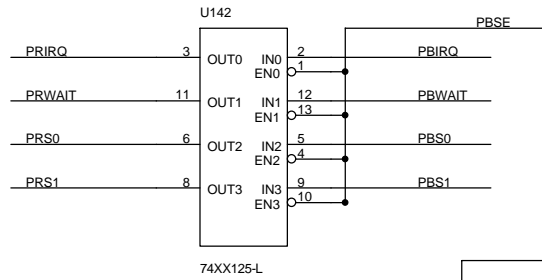 U142
PBSE
PRIRQ 3 OUT0 IN0 2 PBIRQ
EN0 1
PRWAIT 11 OUT1 IN1 12 PBWAIT
EN1 13
PRS0 6 OUT2 IN2 5 PBS0
EN2 4
PRS1 8 OUT3 IN3 9 PBS1
EN3 10
74XX125-L